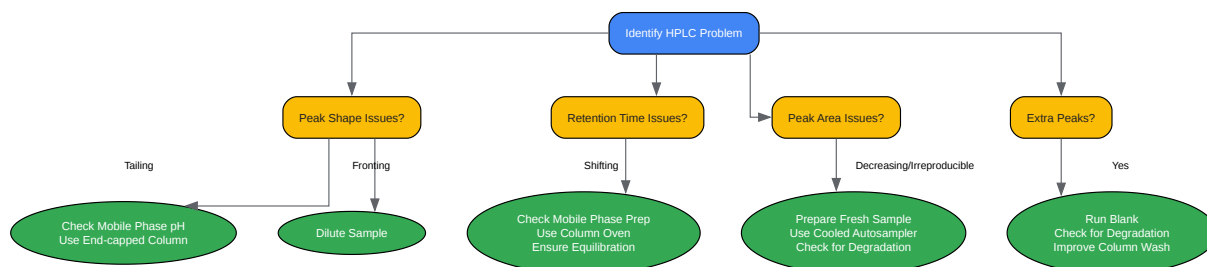 Identify HPLC Problem
Peak Shape Issues?
Retention Time Issues?
Peak Area Issues?
Extra Peaks?
Tailing
Fronting
Shifting
Decreasing/Irreproducible
Yes
Check Mobile Phase pH
Use End-capped Column
Dilute Sample
Check Mobile Phase Prep
Use Column Oven
Ensure Equilibration
Prepare Fresh Sample
Use Cooled Autosampler
Check for Degradation
Run Blank
Check for Degradation
Improve Column Wash